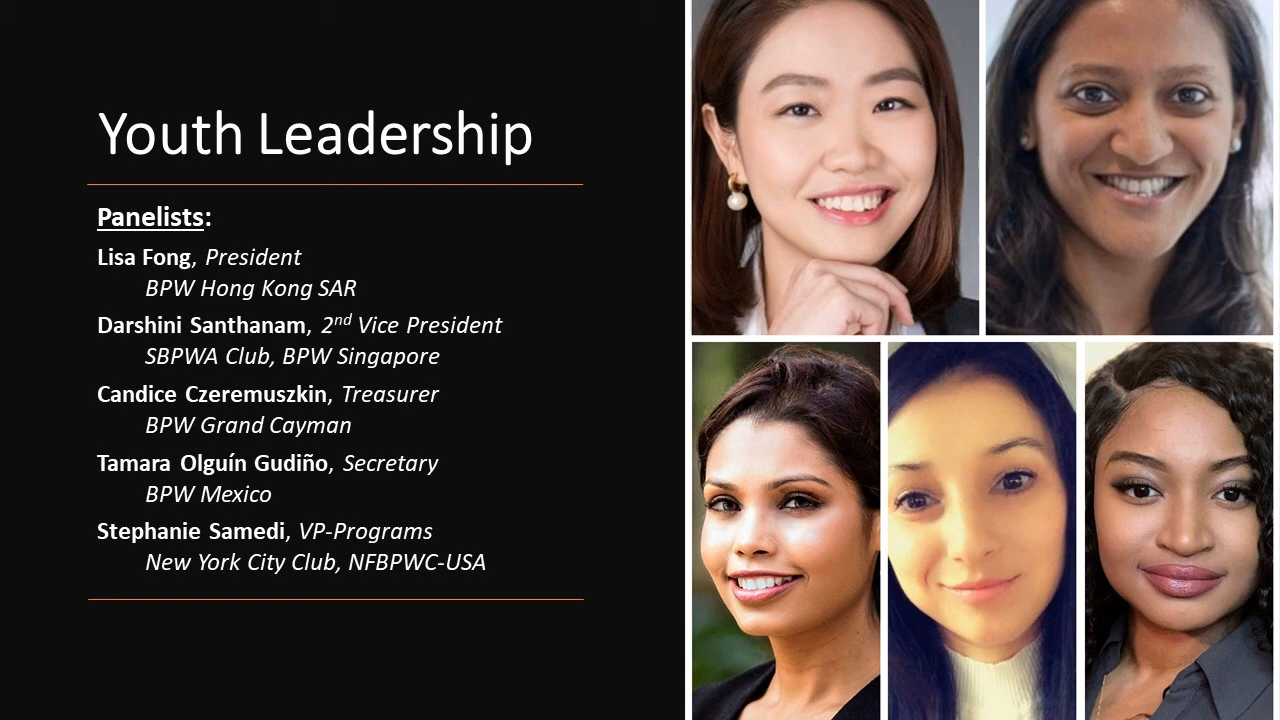 Youth Leadership
Panelists:
Lisa Fong, President
BPW Hong Kong SAR
Darshini Santhanam, 2nd Vice President
SBPWA Club, BPW Singapore
Candice Czeremuszkin, Treasurer
BPW Grand Cayman
Tamara Olguín Gudiño, Secretary
BPW Mexico
Stephanie Samedi, VP-Programs
New York City Club, NFBPWC-USA